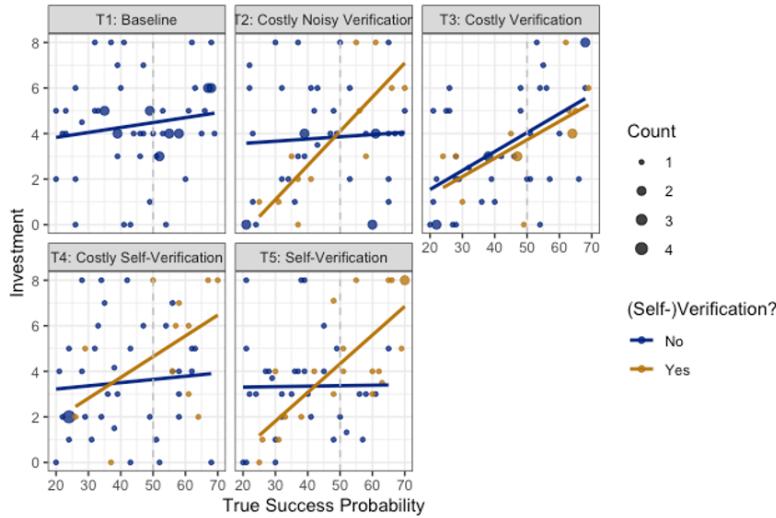 T1: Baseline
T2: Costly Noisy Verification
T3: Costly Verification
8
6
4
2
0
20 30 40 50 60 70
T4: Costly Self-Verification
T5: Self-Verification
8
6
4
2
0
20 30 40 50 60 70
20 30 40 50 60 70
Investment
True Success Probability
Count
1
2
3
4
(Self-)Verification?
No
Yes